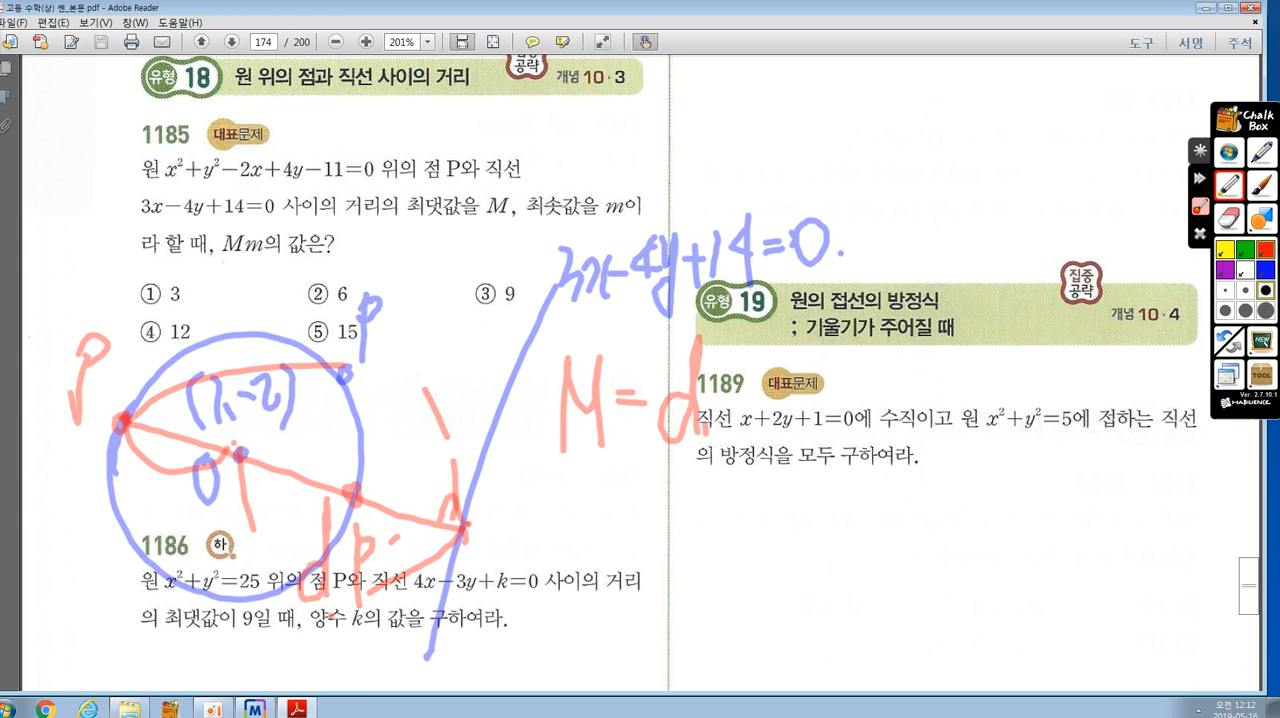 고등 수학(상) 쎈_본문.pdf - Adobe Reader
파일(F) 편집(E) 보기(V) 창(W) 도움말(H)
174 / 200 201% 도구 서명 주석
유형 18 원 위의 점과 직선 사이의 거리 공략 개념 10·3
1185 대표문제
원 x²+y²−2x+4y−11=0 위의 점 P와 직선
3x−4y+14=0 사이의 거리의 최댓값을 M, 최솟값을 m이
라 할 때, Mm의 값은?
① 3 ② 6 ③ 9
④ 12 ⑤ 15
P
P
(1,-2)
O
d
P
3x-4y+14=0.
M=d
1186 하
원 x²+y²=25 위의 점 P와 직선 4x−3y+k=0 사이의 거리
의 최댓값이 9일 때, 양수 k의 값을 구하여라.
유형 19 원의 접선의 방정식
; 기울기가 주어질 때
집중
공략
개념 10·4
1189 대표문제
직선 x+2y+1=0에 수직이고 원 x²+y²=5에 접하는 직선
의 방정식을 모두 구하여라.
Chalk
Box
NEW
TOOL
Ver. 2.7.10.1
HABILIENCE
오전 12:12
2019-05-16